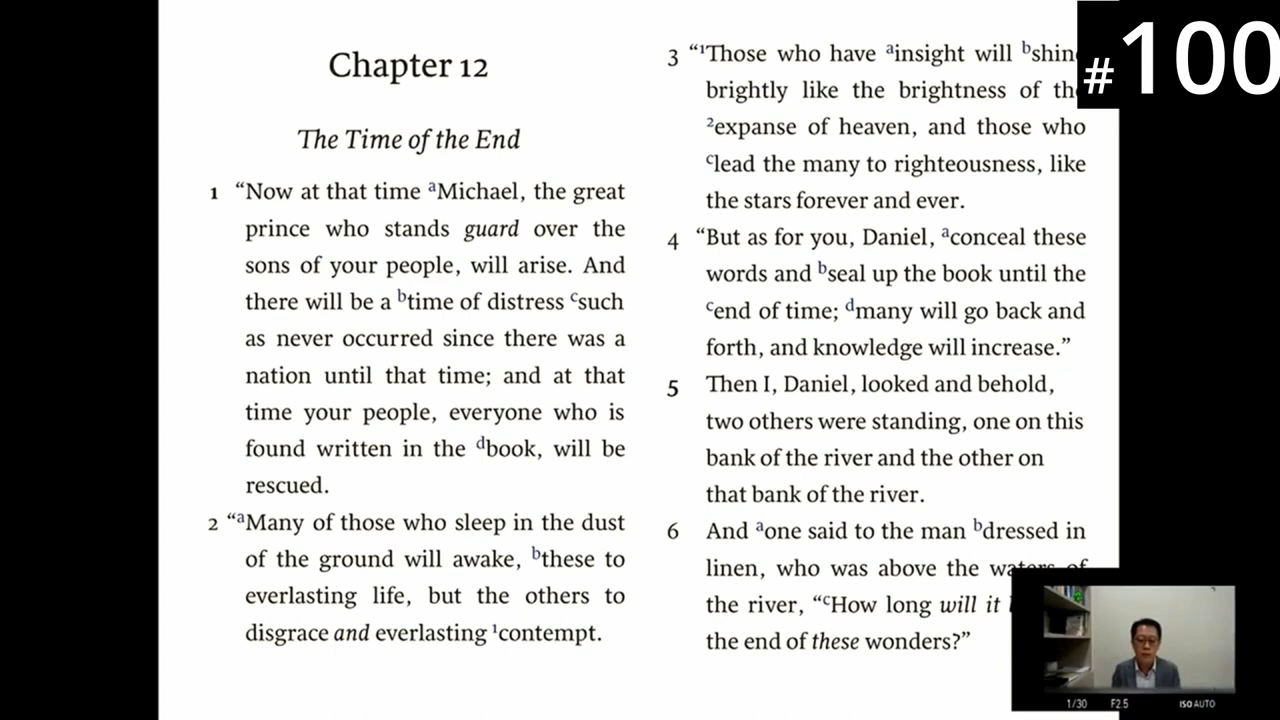 Chapter 12
The Time of the End
1 “Now at that time ᵃMichael, the great
prince who stands guard over the
sons of your people, will arise. And
there will be a ᵇtime of distress ᶜsuch
as never occurred since there was a
nation until that time; and at that
time your people, everyone who is
found written in the ᵈbook, will be
rescued.
2 “ᵃMany of those who sleep in the dust
of the ground will awake, ᵇthese to
everlasting life, but the others to
disgrace and everlasting ¹contempt.
3 “¹Those who have ᵃinsight will ᵇshin
brightly like the brightness of th
²expanse of heaven, and those who
ᶜlead the many to righteousness, like
the stars forever and ever.
4 “But as for you, Daniel, ᵃconceal these
words and ᵇseal up the book until the
ᶜend of time; ᵈmany will go back and
forth, and knowledge will increase.”
5 Then I, Daniel, looked and behold,
two others were standing, one on this
bank of the river and the other on
that bank of the river.
6 And ᵃone said to the man ᵇdressed in
linen, who was above the waters of
the river, “ᶜHow long will it
the end of these wonders?”
#100
1/30 F2.5 ISO AUTO